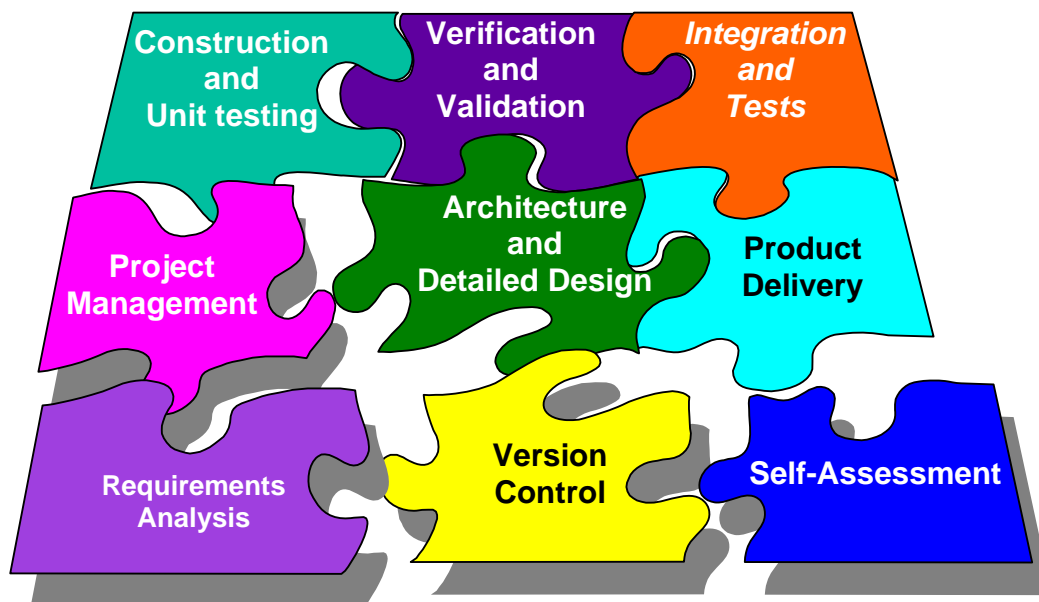 Construction
and
Unit testing
Verification
and
Validation
Integration
and
Tests
Project
Management
Architecture
and
Detailed Design
Product
Delivery
Requirements
Analysis
Version
Control
Self-Assessment